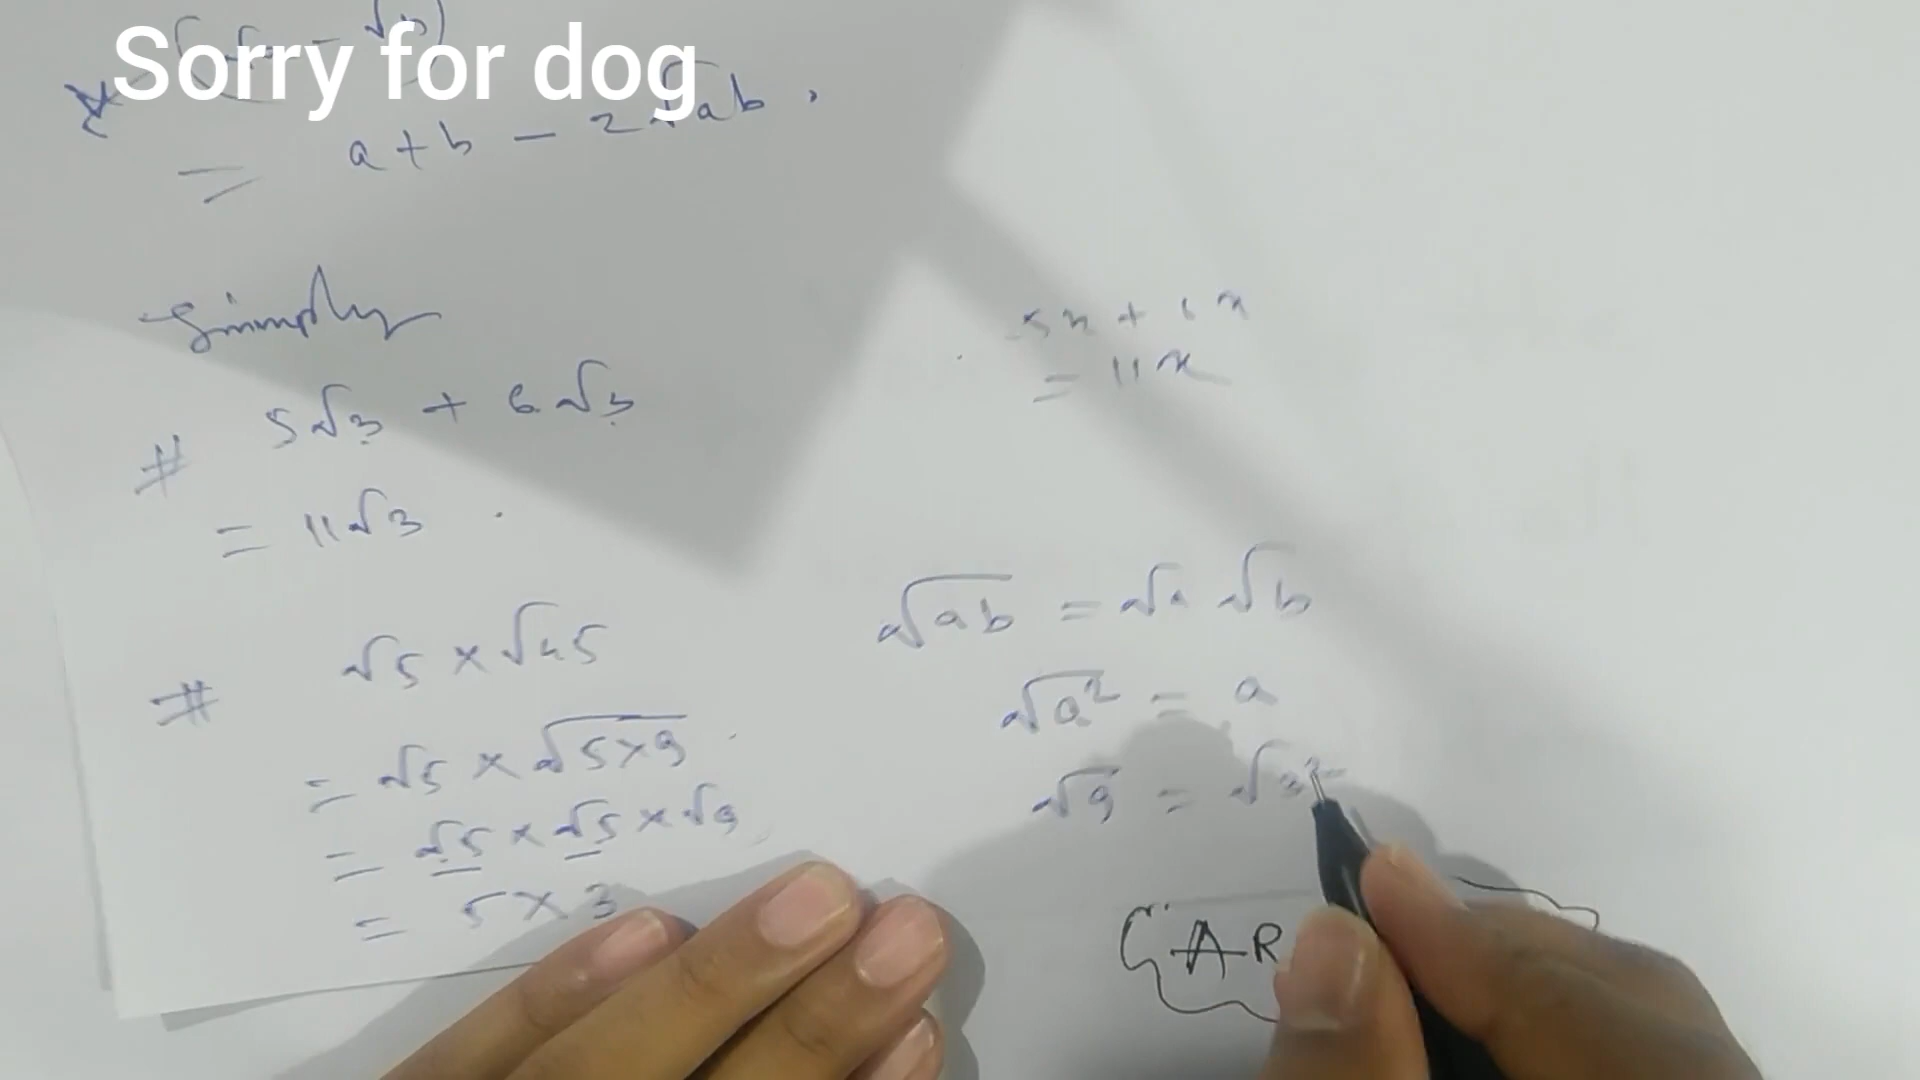 Sorry for dog
(√a - √b)
= a + b - 2√ab .
Simmply
# 5√3 + 6√3
= 11√3 .
5x + 6x
= 11x
# √5 × √45
= √5 × √5×9
= √5 × √5 × √9
= 5 × 3
√ab = √a √b
√a² = a
√9 = √3²
AR